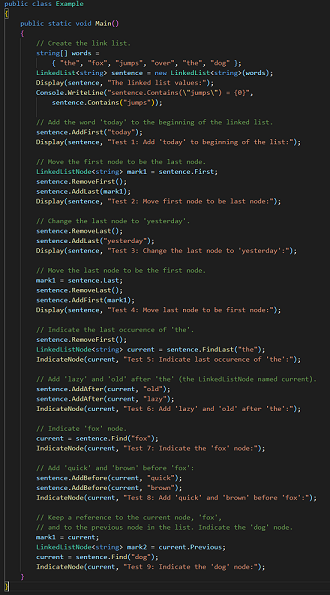 public class Example
{
public static void Main()
{
// Create the link list.
string[] words =
{ "the", "fox", "jumps", "over", "the", "dog" };
LinkedList<string> sentence = new LinkedList<string>(words);
Display(sentence, "The linked list values:");
Console.WriteLine("sentence.Contains(\"jumps\") = {0}",
sentence.Contains("jumps"));
// Add the word 'today' to the beginning of the linked list.
sentence.AddFirst("today");
Display(sentence, "Test 1: Add 'today' to beginning of the list:");
// Move the first node to be the last node.
LinkedListNode<string> mark1 = sentence.First;
sentence.RemoveFirst();
sentence.AddLast(mark1);
Display(sentence, "Test 2: Move first node to be last node:");
// Change the last node to 'yesterday'.
sentence.RemoveLast();
sentence.AddLast("yesterday");
Display(sentence, "Test 3: Change the last node to 'yesterday':");
// Move the last node to be the first node.
mark1 = sentence.Last;
sentence.RemoveLast();
sentence.AddFirst(mark1);
Display(sentence, "Test 4: Move last node to be first node:");
// Indicate the last occurence of 'the'.
sentence.RemoveFirst();
LinkedListNode<string> current = sentence.FindLast("the");
IndicateNode(current, "Test 5: Indicate last occurence of 'the':");
// Add 'lazy' and 'old' after 'the' (the LinkedListNode named current).
sentence.AddAfter(current, "old");
sentence.AddAfter(current, "lazy");
IndicateNode(current, "Test 6: Add 'lazy' and 'old' after 'the':");
// Indicate 'fox' node.
current = sentence.Find("fox");
IndicateNode(current, "Test 7: Indicate the 'fox' node:");
// Add 'quick' and 'brown' before 'fox':
sentence.AddBefore(current, "quick");
sentence.AddBefore(current, "brown");
IndicateNode(current, "Test 8: Add 'quick' and 'brown' before 'fox':");
// Keep a reference to the current node, 'fox',
// and to the previous node in the list. Indicate the 'dog' node.
mark1 = current;
LinkedListNode<string> mark2 = current.Previous;
current = sentence.Find("dog");
IndicateNode(current, "Test 9: Indicate the 'dog' node:");
}
}